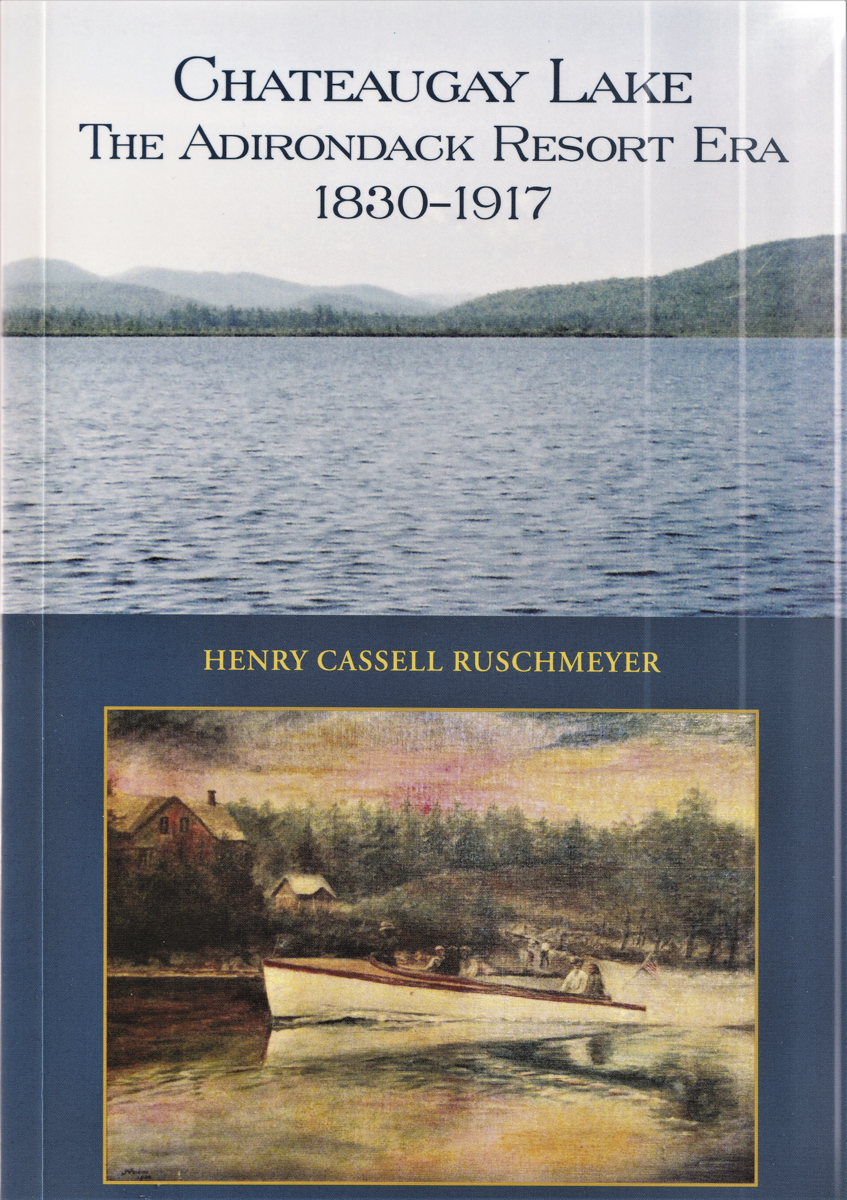 CHATEAUGAY LAKE
THE ADIRONDACK RESORT ERA
1830–1917
HENRY CASSELL RUSCHMEYER